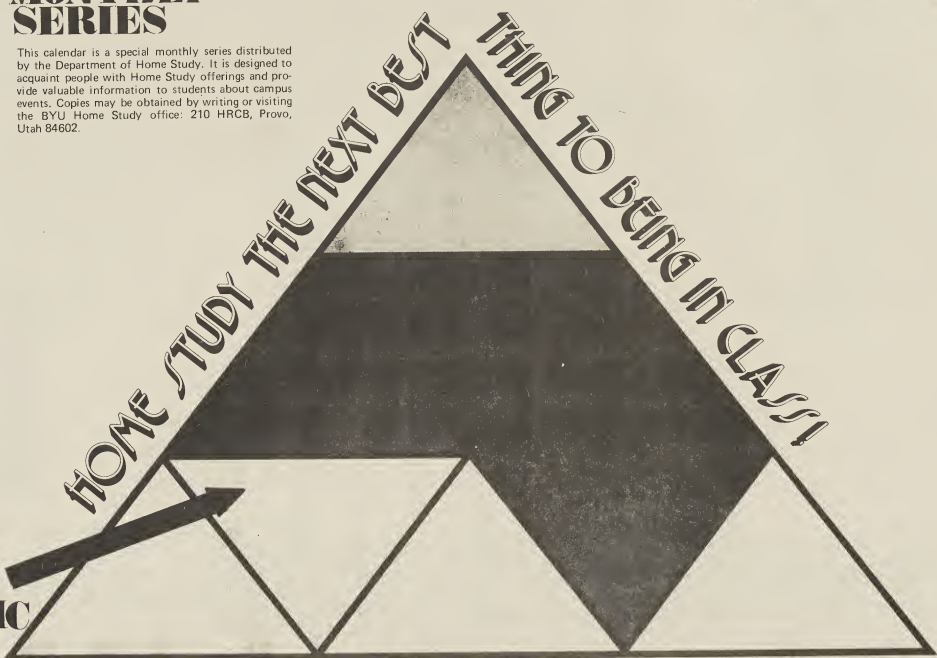 SERIES
This calendar is a special monthly series distributed
by the Department of Home Study. It is designed to
acquaint people with Home Study offerings and pro-
vide valuable information to students about campus
events. Copies may be obtained by writing or visiting
the BYU Home Study office: 210 HRCB, Provo,
Utah 84602.
HOME STUDY THE NEXT BEST
THING TO BEING IN CLASS!
IC